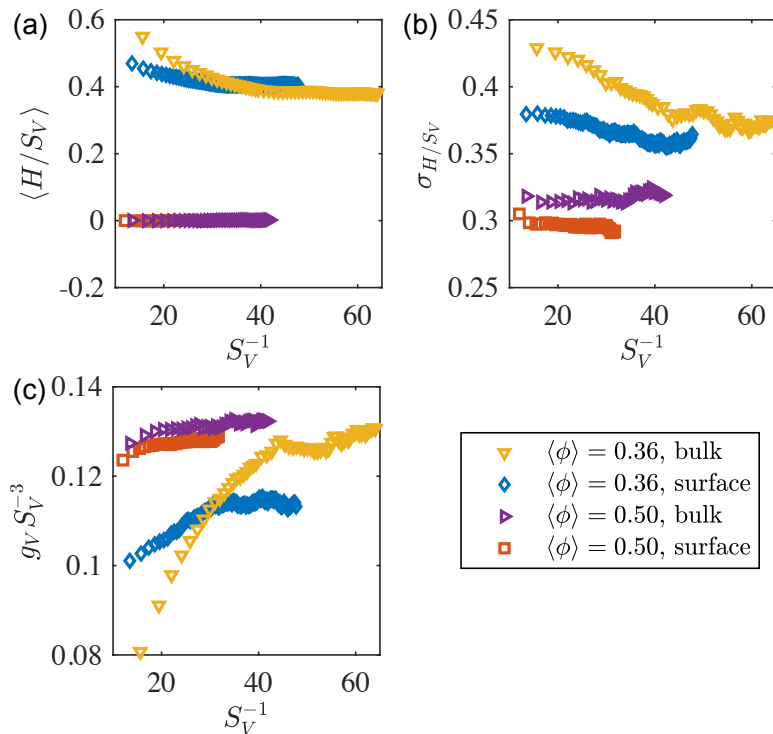 (a)
0.6
0.4
0.2
0
-0.2
20
40
60
⟨H/S_V⟩
S_V^{-1}
(b)
0.45
0.4
0.35
0.3
0.25
20
40
60
σ_{H/S_V}
S_V^{-1}
(c)
0.14
0.12
0.1
0.08
20
40
60
g_V S_V^{-3}
S_V^{-1}
⟨ϕ⟩ = 0.36, bulk
⟨ϕ⟩ = 0.36, surface
⟨ϕ⟩ = 0.50, bulk
⟨ϕ⟩ = 0.50, surface